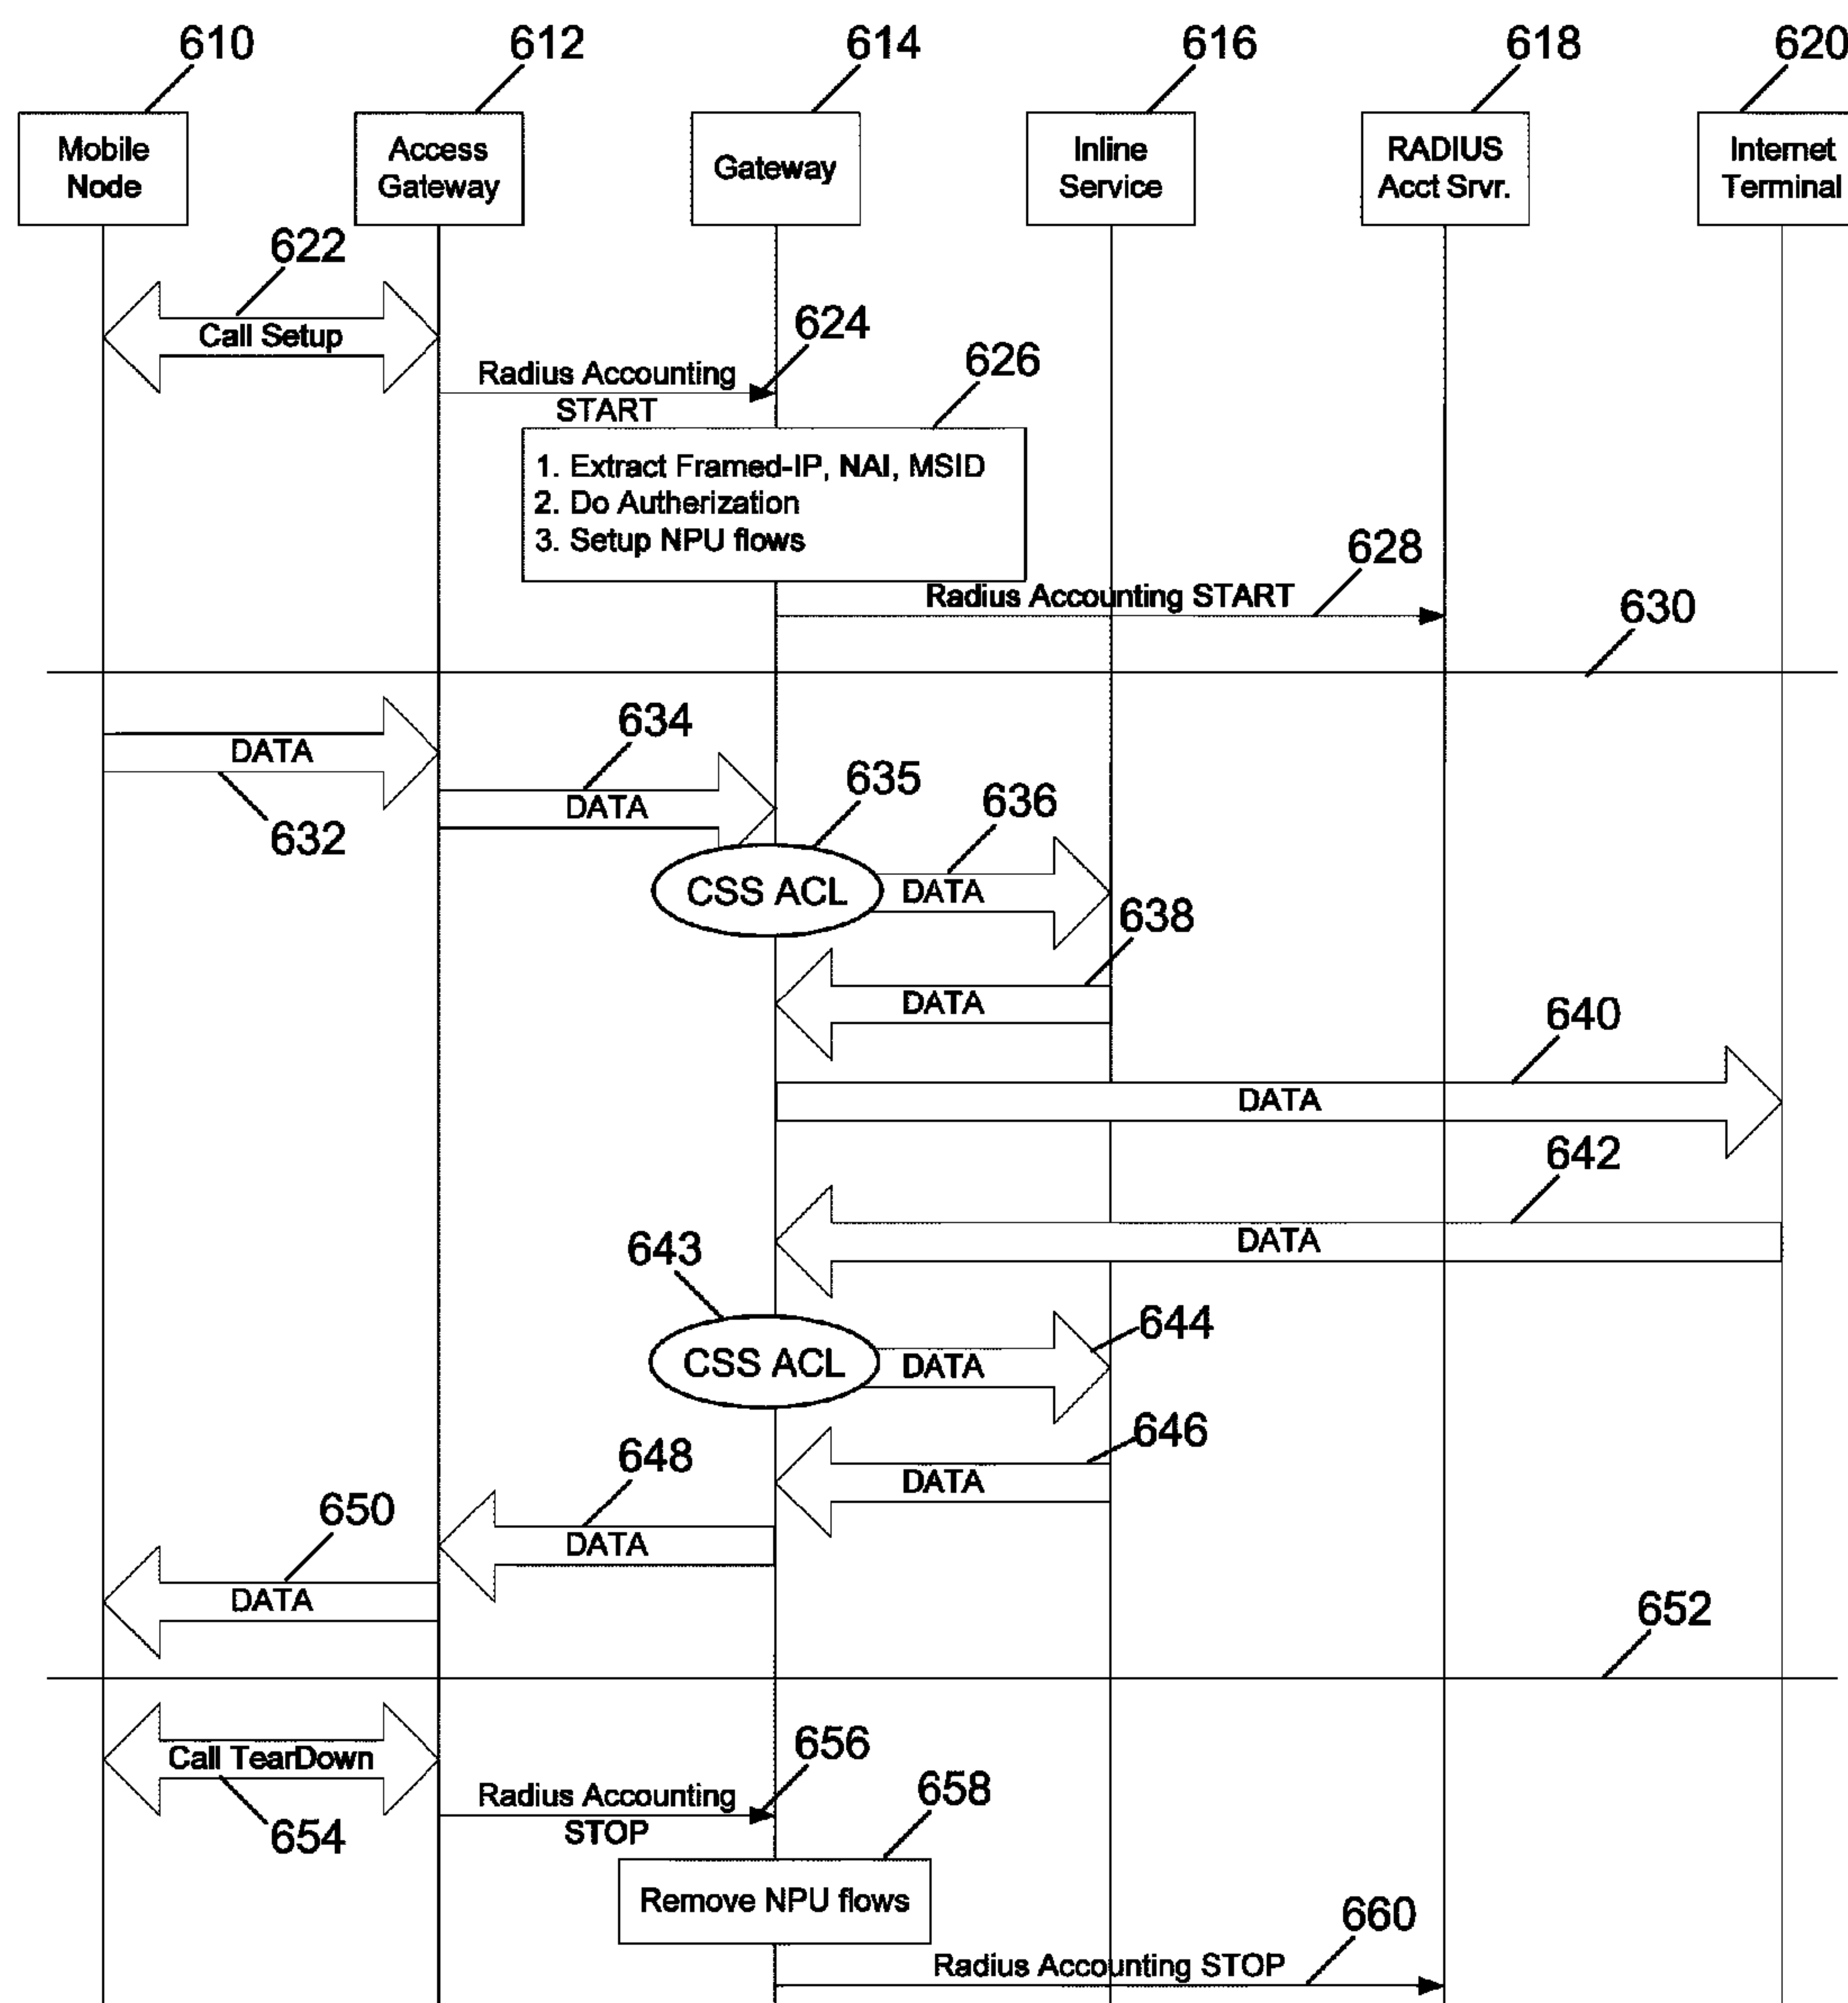 610
612
614
616
618
620
Mobile
Node
Access
Gateway
Gateway
Inline
Service
RADIUS
Acct Srvr.
Internet
Terminal
622
Call Setup
624
Radius Accounting
START
626
1. Extract Framed-IP, NAI, MSID
2. Do Autherization
3. Setup NPU flows
628
Radius Accounting START
630
DATA
632
634
DATA
635
CSS ACL
636
DATA
638
DATA
640
DATA
642
DATA
643
CSS ACL
644
DATA
646
DATA
648
DATA
650
DATA
652
Call TearDown
654
656
Radius Accounting
STOP
658
Remove NPU flows
660
Radius Accounting STOP